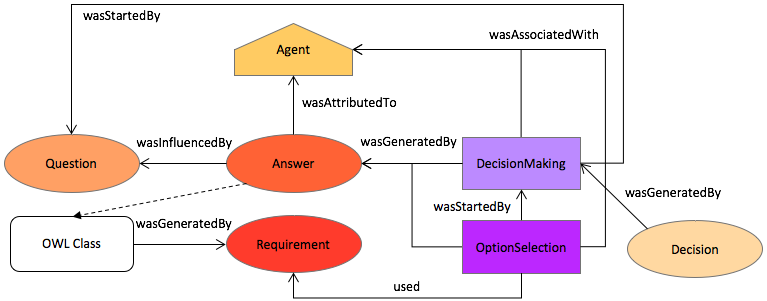 wasStartedBy
wasAssociatedWith
Agent
wasAttributedTo
wasInfluencedBy
wasGeneratedBy
Question
Answer
DecisionMaking
wasGeneratedBy
wasStartedBy
wasGeneratedBy
OWL Class
Requirement
OptionSelection
Decision
used